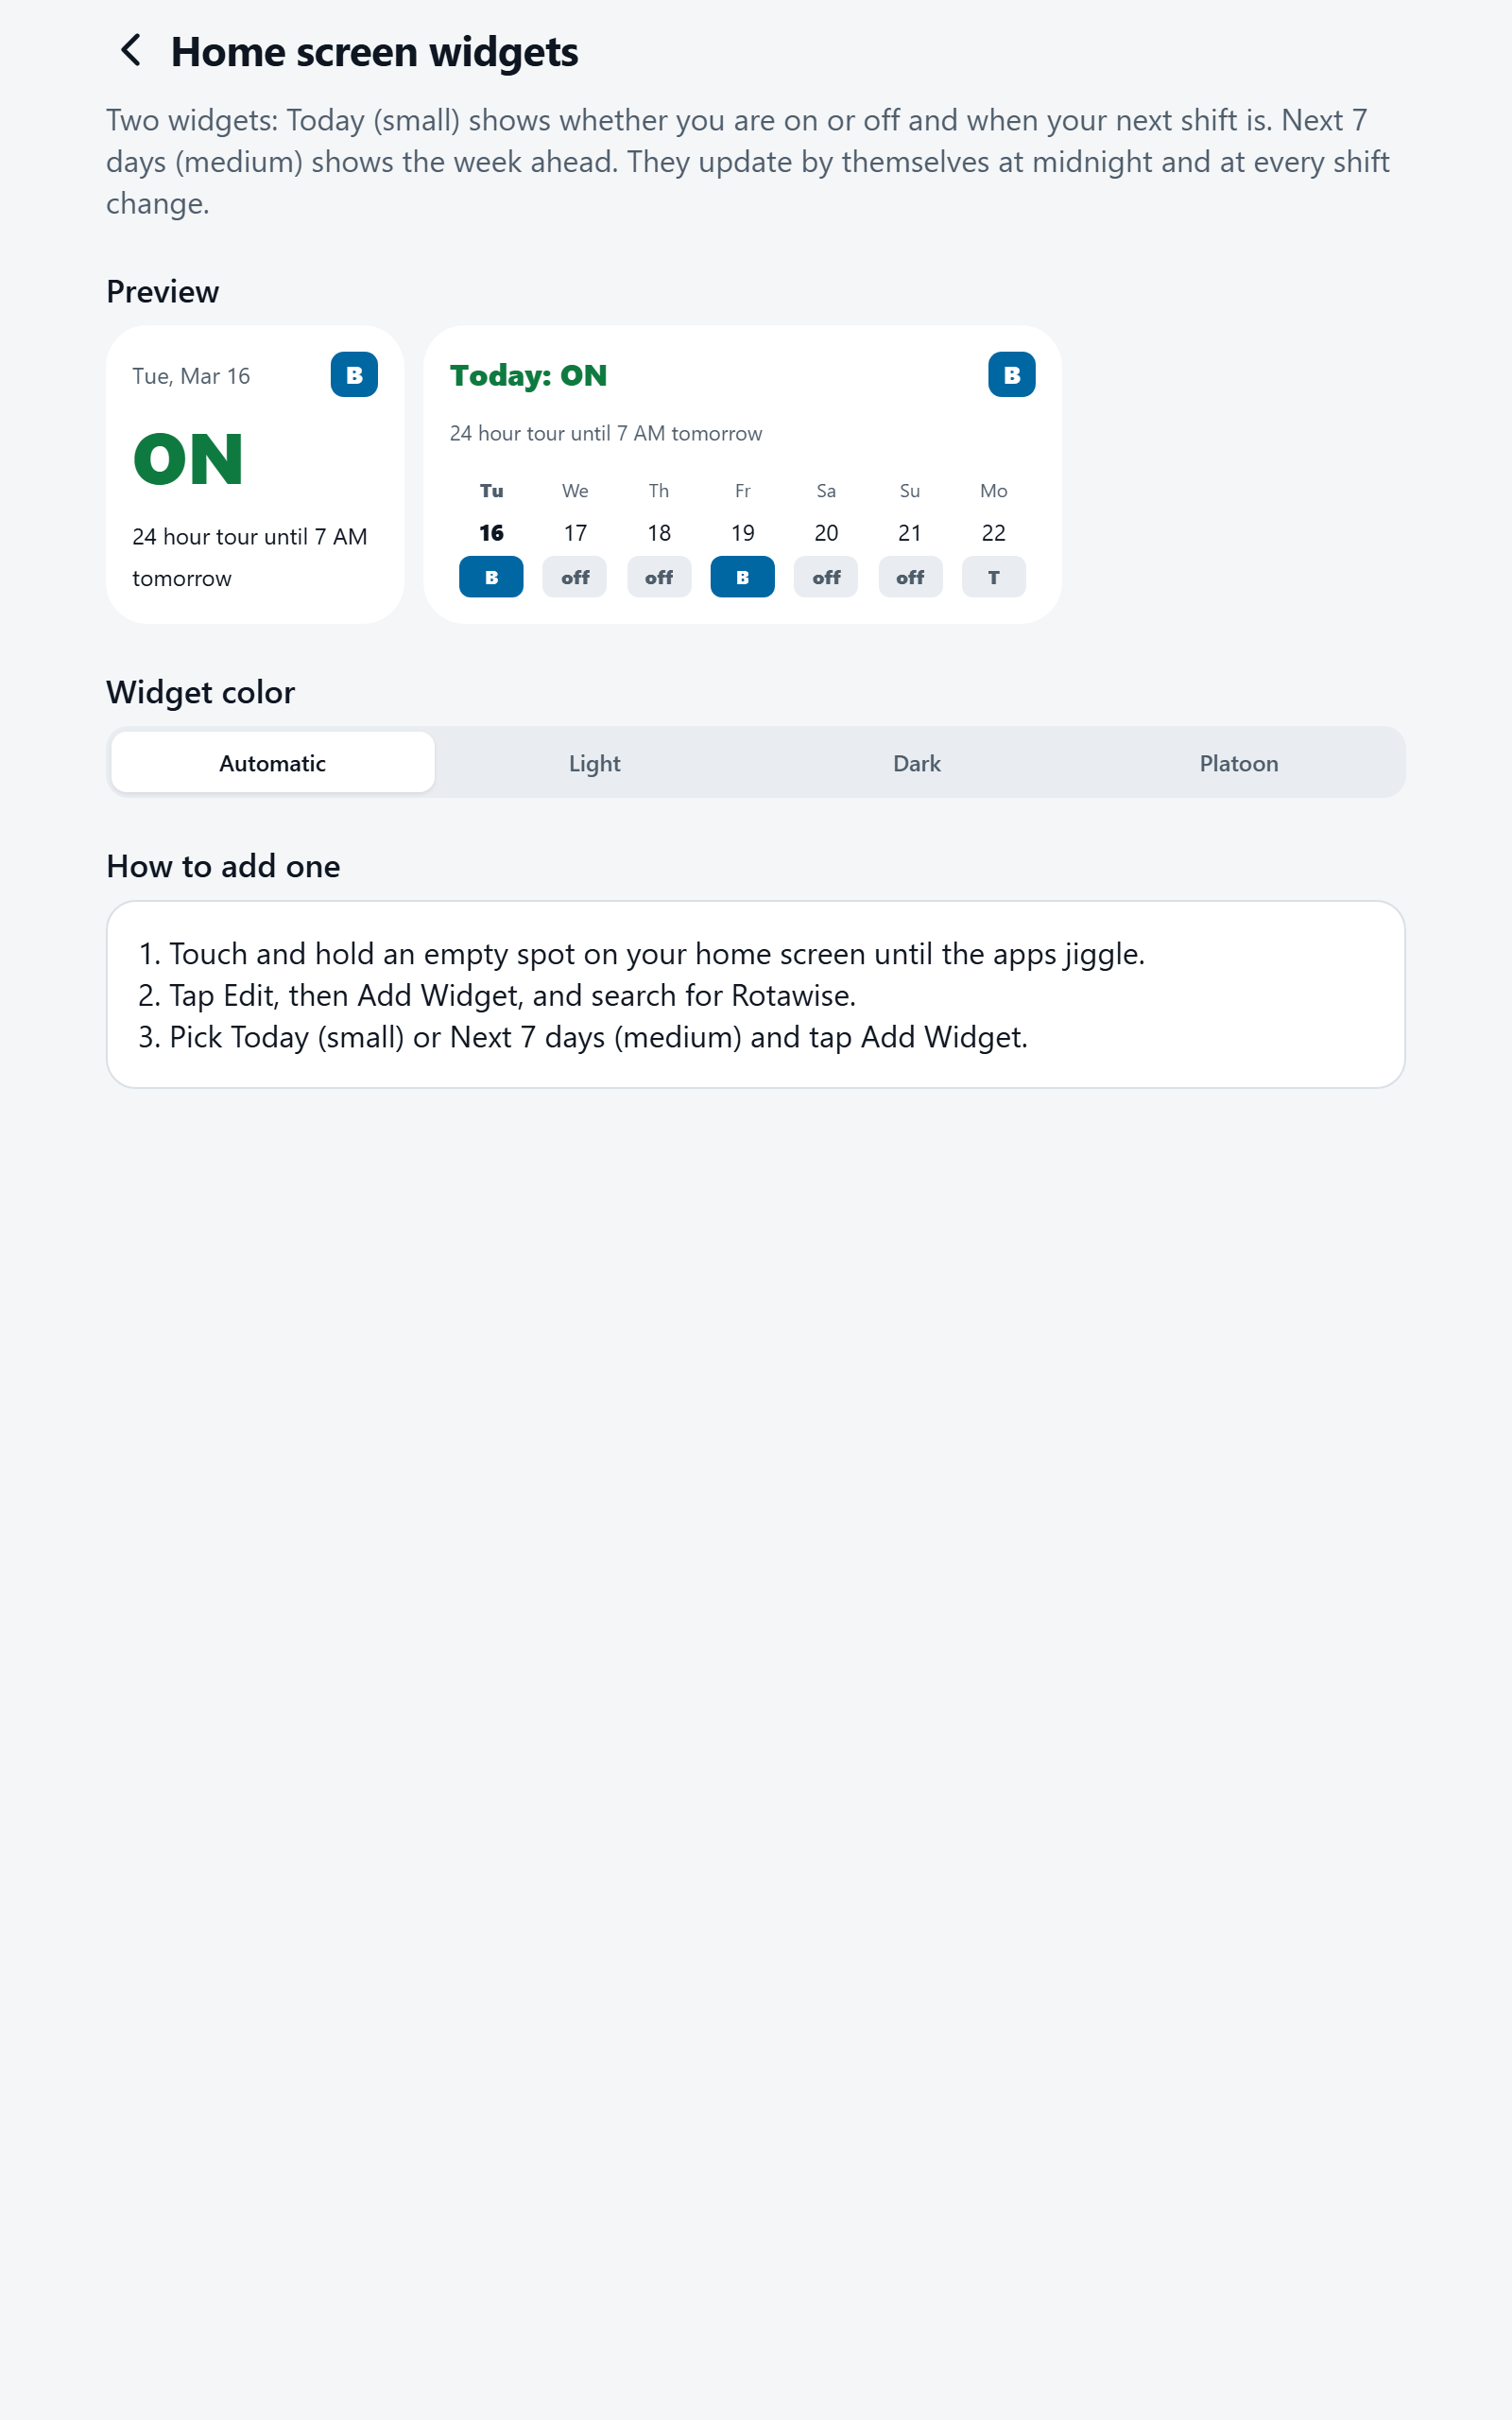 Home screen widgets
Two widgets: Today (small) shows whether you are on or off and when your next shift is. Next 7
days (medium) shows the week ahead. They update by themselves at midnight and at every shift
change.
Preview
Tue, Mar 16
B
ON
24 hour tour until 7 AM
tomorrow
Today: ON
B
24 hour tour until 7 AM tomorrow
Tu We Th Fr Sa Su Mo
16 17 18 19 20 21 22
B off off B off off T
Widget color
Automatic Light Dark Platoon
How to add one
1. Touch and hold an empty spot on your home screen until the apps jiggle.
2. Tap Edit, then Add Widget, and search for Rotawise.
3. Pick Today (small) or Next 7 days (medium) and tap Add Widget.